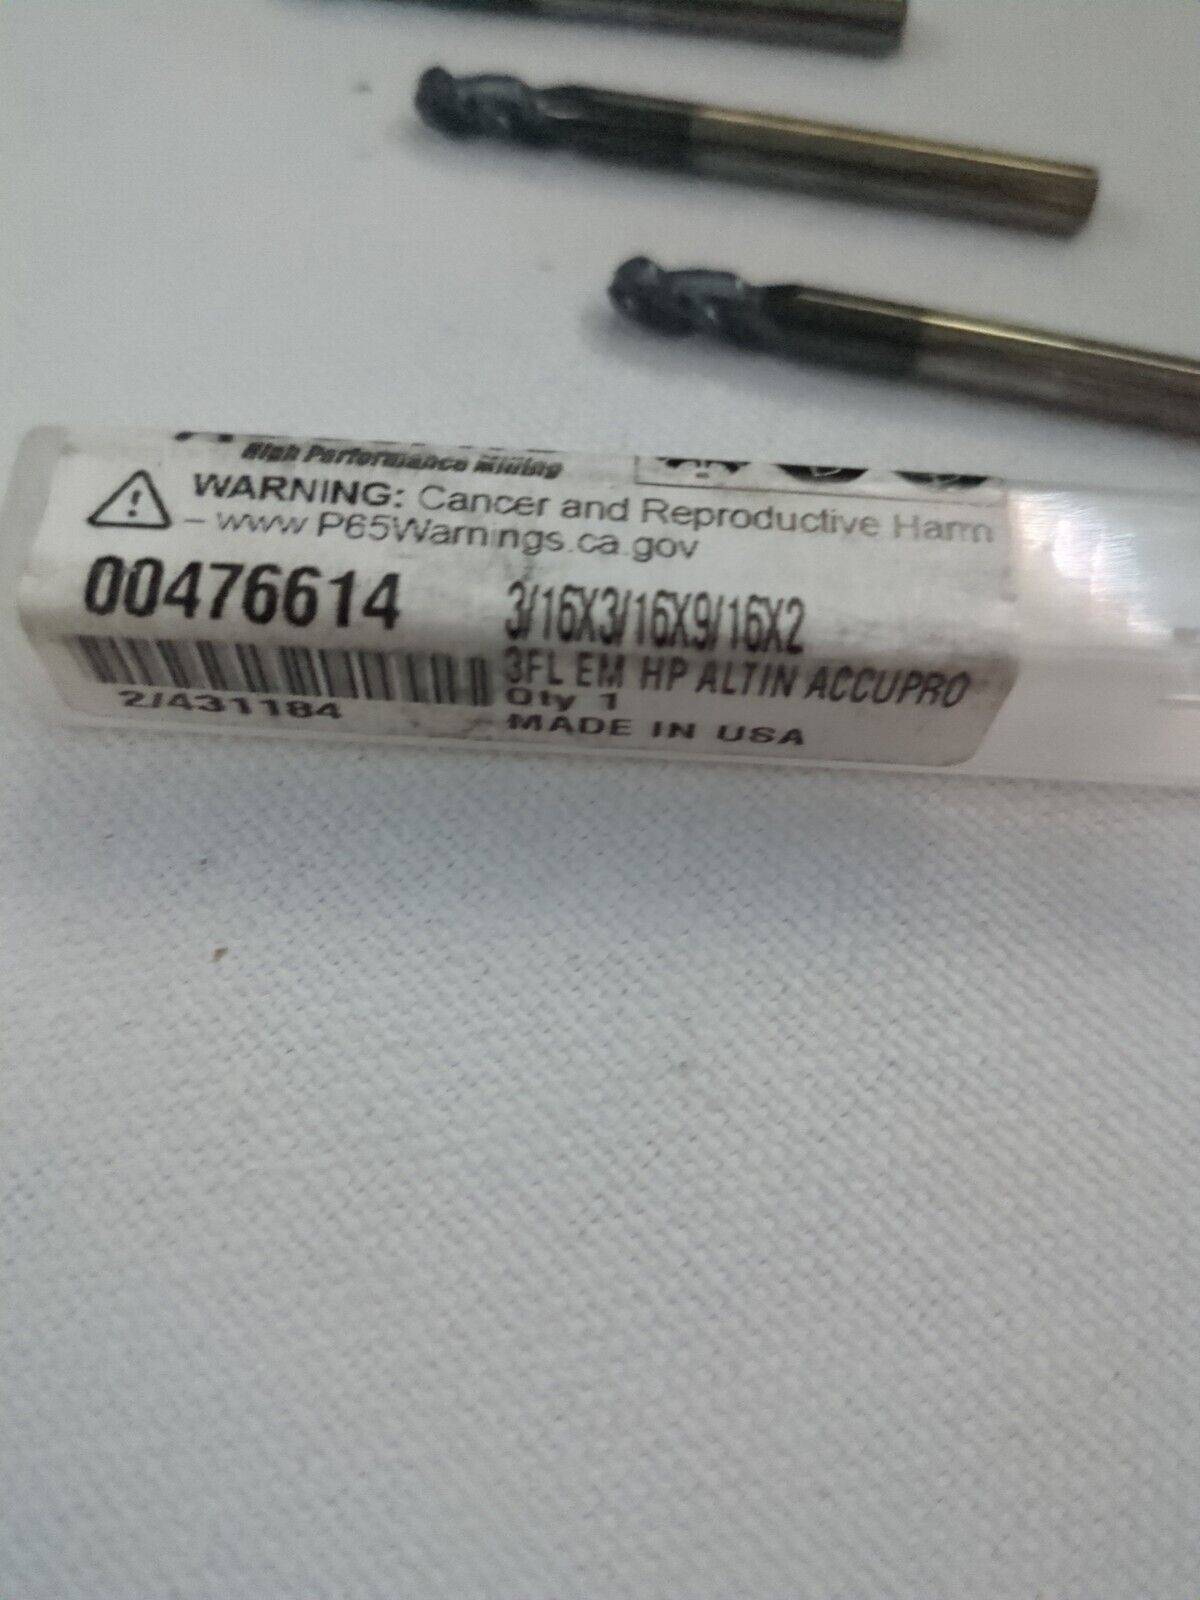 High Performance Milling
WARNING: Cancer and Reproductive Harm
– www.P65Warnings.ca.gov
00476614
3/16X3/16X9/16X2
3FL EM HP ALTIN ACCUPRO
Qty 1
2/431184
MADE IN USA